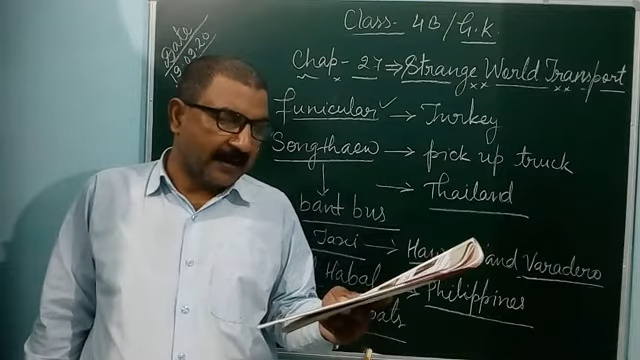 Class- 4B/G.K.
Date
19.09.20
Chap- 27 ⇒ Strange World Transport
funicular ✓ → Turkey
Songthaew → pick up truck
→ Thailand
bant bus
Taxi → and Varadero
Habal → Philippines